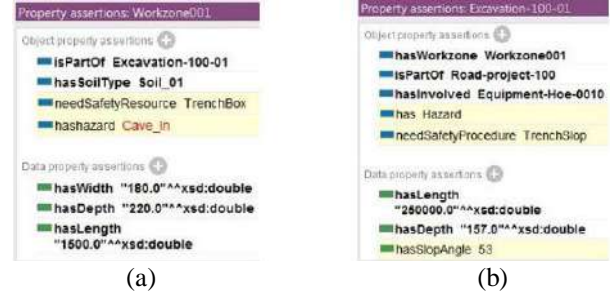 Property assertions: Workzone001
Object property assertions
isPartOf Excavation-100-01
hasSoilType Soil_01
needSafetyResource TrenchBox
hashazard Cave_in
Data property assertions
hasWidth "180.0"^^xsd:double
hasDepth "220.0"^^xsd:double
hasLength
"1500.0"^^xsd:double
(a)
Property assertions: Excavation-100-01
Object property assertions
hasWorkzone Workzone001
isPartOf Road-project-100
hasInvolved Equipment-Hoe-0010
has Hazard
needSafetyProcedure TrenchSlop
Data property assertions
hasLength
"250000.0"^^xsd:double
hasDepth "157.0"^^xsd:double
hasSlopAngle 53
(b)